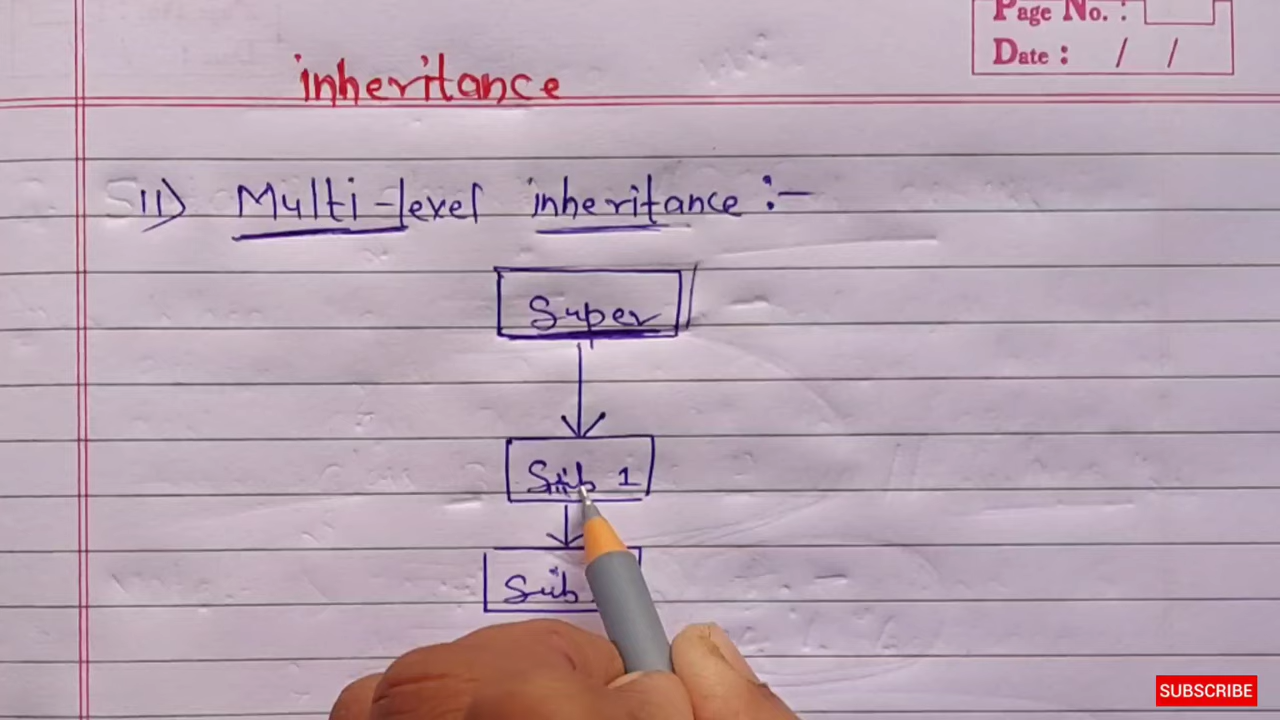 Page No. :
Date : / /
inheritance
II) Multi-level inheritance :-
Super
Sub 1
Sub
SUBSCRIBE